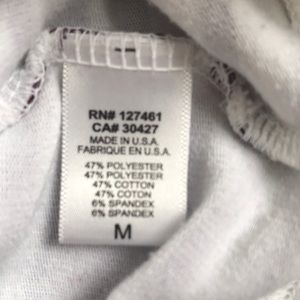 RN# 127461
CA# 30427
MADE IN U.S.A.
FABRIQUE EN U.S.A.
47% POLYESTER
47% POLYESTER
47% COTTON
47% COTON
6% SPANDEX
6% SPANDEX
M